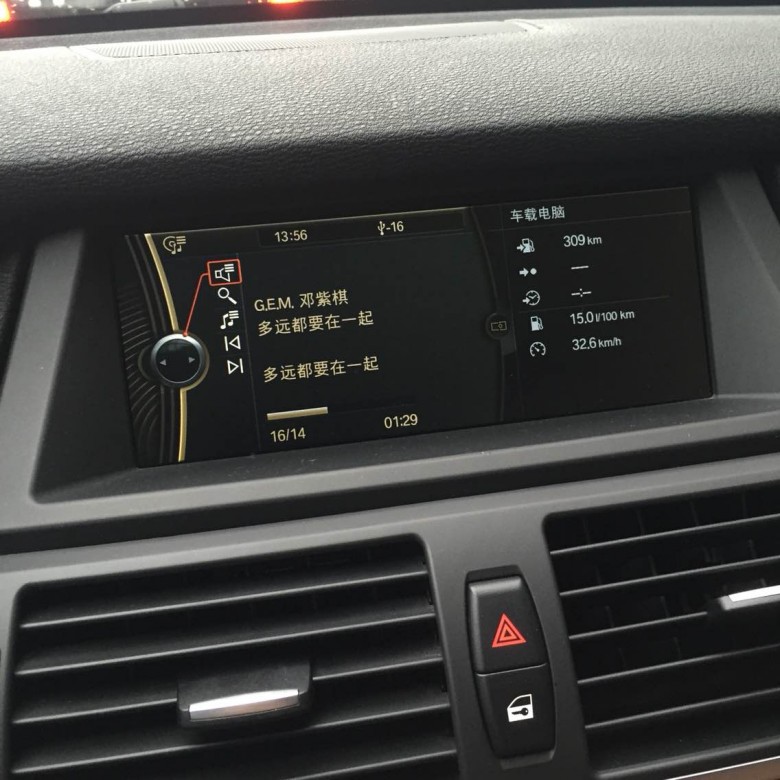 13:56
-16
G.E.M. 邓紫棋
多远都要在一起
多远都要在一起
16/14
01:29
车载电脑
309 km
---
--:--
15.0 l/100 km
32.6 km/h